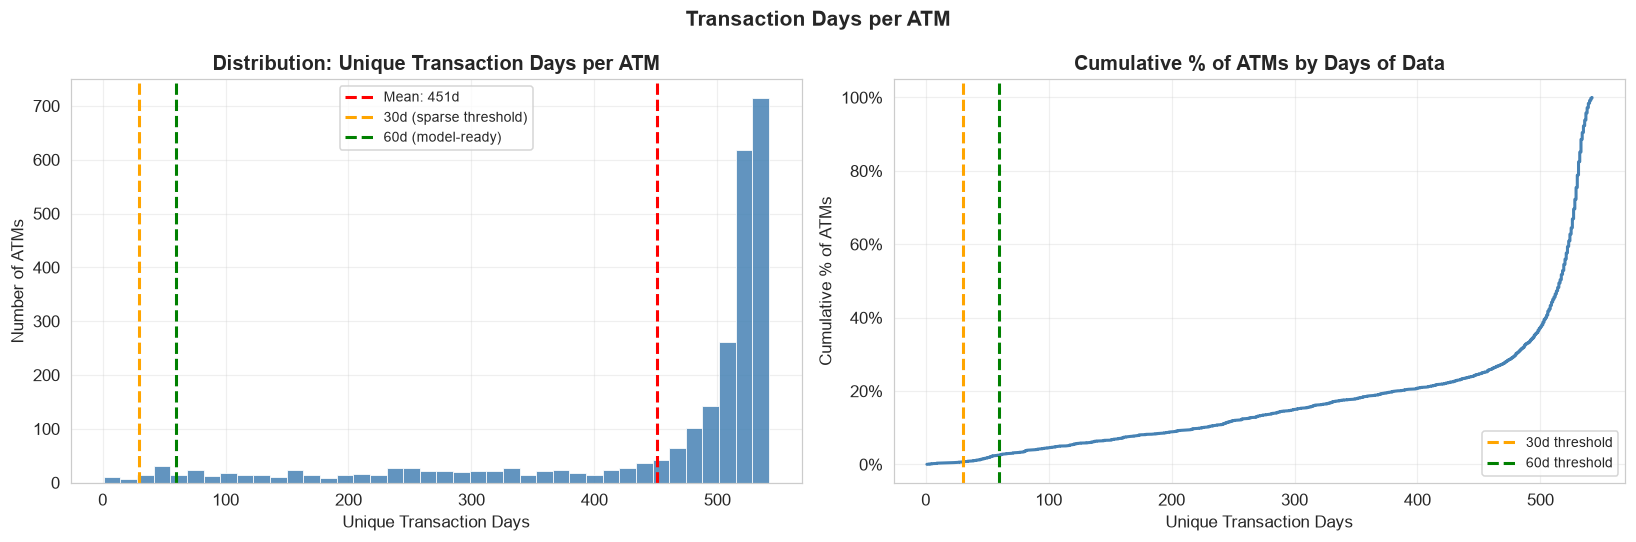 Transaction Days per ATM
Distribution: Unique Transaction Days per ATM
Number of ATMs
700
600
500
400
300
200
100
0
Mean: 451d
30d (sparse threshold)
60d (model-ready)
0 100 200 300 400 500
Unique Transaction Days
Cumulative % of ATMs by Days of Data
Cumulative % of ATMs
100%
80%
60%
40%
20%
0%
30d threshold
60d threshold
0 100 200 300 400 500
Unique Transaction Days